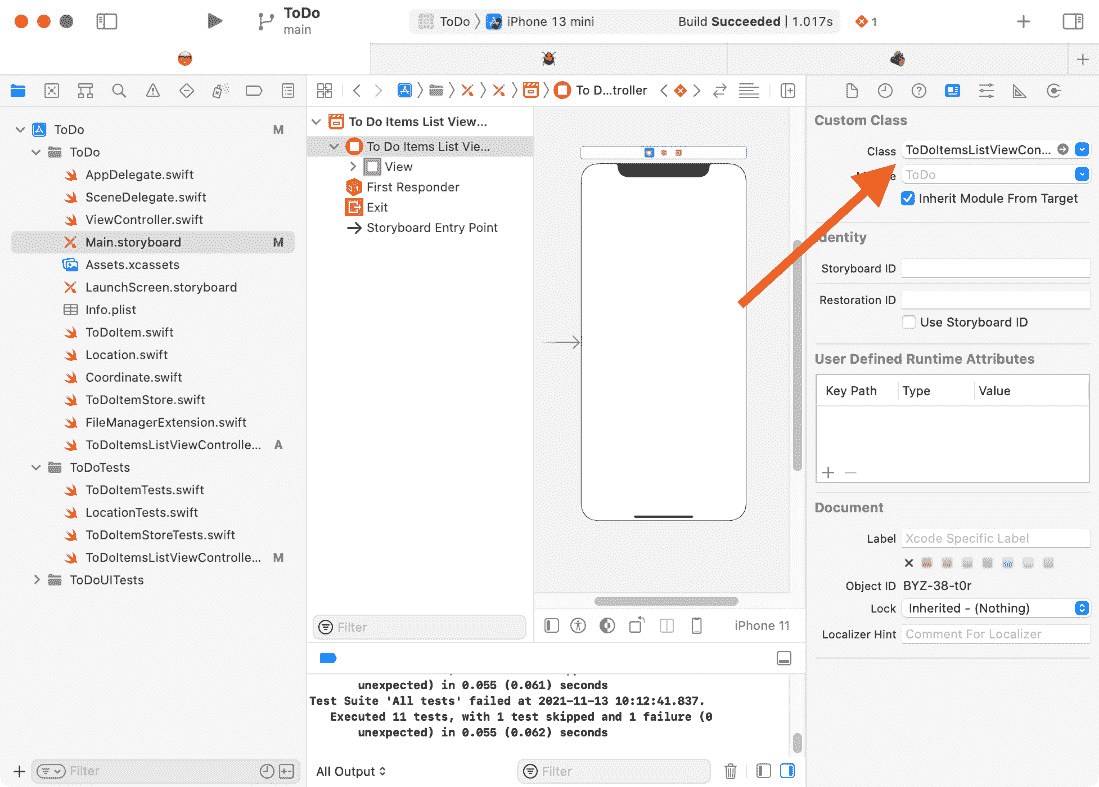 ToDo
main
ToDo
iPhone 13 mini
Build Succeeded | 1.017s
1
To D...troller
ToDo M
ToDo
AppDelegate.swift
SceneDelegate.swift
ViewController.swift
Main.storyboard M
Assets.xcassets
LaunchScreen.storyboard
Info.plist
ToDoItem.swift
Location.swift
Coordinate.swift
ToDoItemStore.swift
FileManagerExtension.swift
ToDoItemsListViewControlle... A
ToDoTests
ToDoItemTests.swift
LocationTests.swift
ToDoItemStoreTests.swift
ToDoItemsListViewControlle... M
ToDoUITests
Filter
To Do Items List View...
To Do Items List Vie...
View
First Responder
Exit
Storyboard Entry Point
Filter
iPhone 11
unexpected) in 0.055 (0.061) seconds
Test Suite 'All tests' failed at 2021-11-13 10:12:41.837.
Executed 11 tests, with 1 test skipped and 1 failure (0
unexpected) in 0.055 (0.062) seconds
All Output
Filter
Custom Class
Class ToDoItemsListViewCon...
ToDo
Inherit Module From Target
Identity
Storyboard ID
Restoration ID
Use Storyboard ID
User Defined Runtime Attributes
Key Path Type Value
Document
Label Xcode Specific Label
Object ID BYZ-38-t0r
Lock Inherited - (Nothing)
Localizer Hint Comment For Localizer